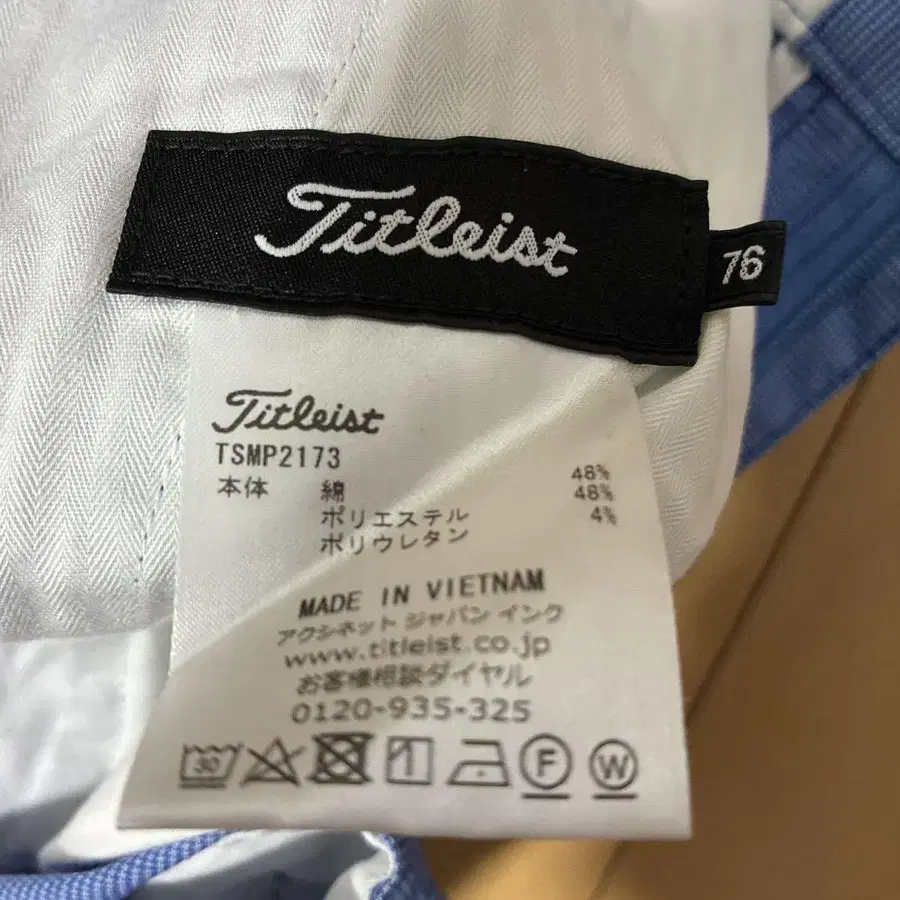 Titleist
76
Titleist
TSMP2173
本体 綿 48%
ポリエステル 48%
ポリウレタン 4%
MADE IN VIETNAM
アクシネット ジャパン インク
www.titleist.co.jp
お客様相談ダイヤル
0120-935-325
30 F W